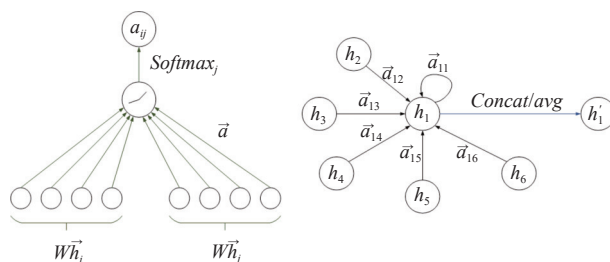 a_ij
Softmax_j
a⃗
Wh⃗_i
Wh⃗_j
h_2
a⃗_12
a⃗_11
h_3
a⃗_13
h_1
Concat/avg
h'_1
a⃗_14
h_4
a⃗_15
h_5
a⃗_16
h_6